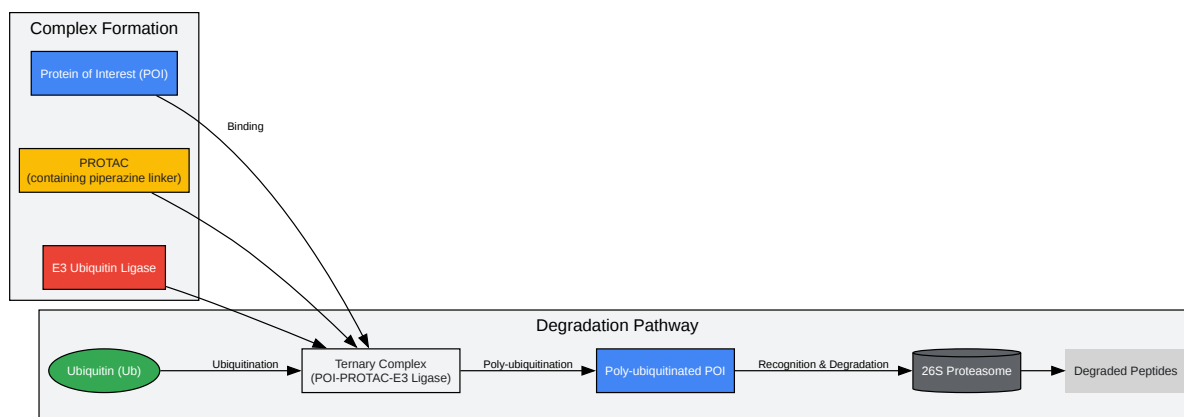 Complex Formation
Protein of Interest (POI)
Binding
PROTAC
(containing piperazine linker)
E3 Ubiquitin Ligase
Degradation Pathway
Ubiquitin (Ub)
Ubiquitination
Ternary Complex
(POI-PROTAC-E3 Ligase)
Poly-ubiquitination
Poly-ubiquitinated POI
Recognition & Degradation
26S Proteasome
Degraded Peptides